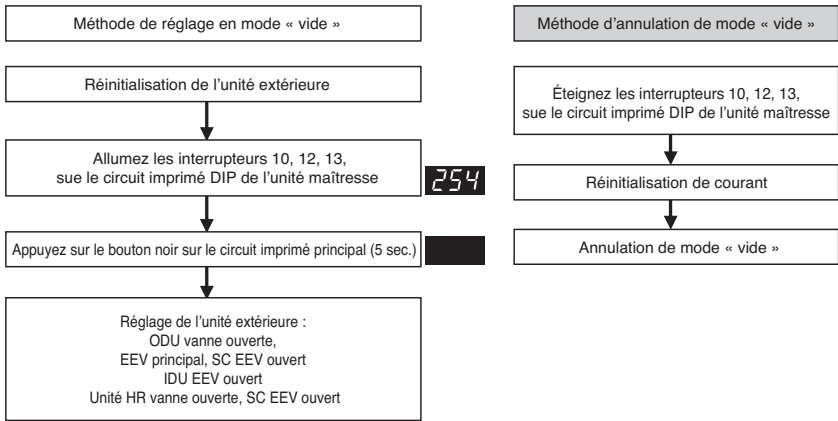 Méthode de réglage en mode « vide »
Réinitialisation de l’unité extérieure
Allumez les interrupteurs 10, 12, 13,
sue le circuit imprimé DIP de l’unité maîtresse
254
Appuyez sur le bouton noir sur le circuit imprimé principal (5 sec.)
Réglage de l’unité extérieure :
ODU vanne ouverte,
EEV principal, SC EEV ouvert
IDU EEV ouvert
Unité HR vanne ouverte, SC EEV ouvert
Méthode d’annulation de mode « vide »
Éteignez les interrupteurs 10, 12, 13,
sue le circuit imprimé DIP de l’unité maîtresse
Réinitialisation de courant
Annulation de mode « vide »